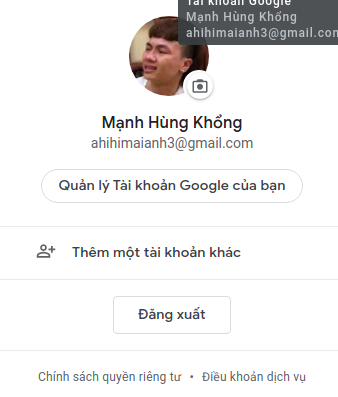 Tài khoản Google
Mạnh Hùng Khổng
ahihimaianh3@gmail.com
Mạnh Hùng Khổng
ahihimaianh3@gmail.com
Quản lý Tài khoản Google của bạn
Thêm một tài khoản khác
Đăng xuất
Chính sách quyền riêng tư • Điều khoản dịch vụ